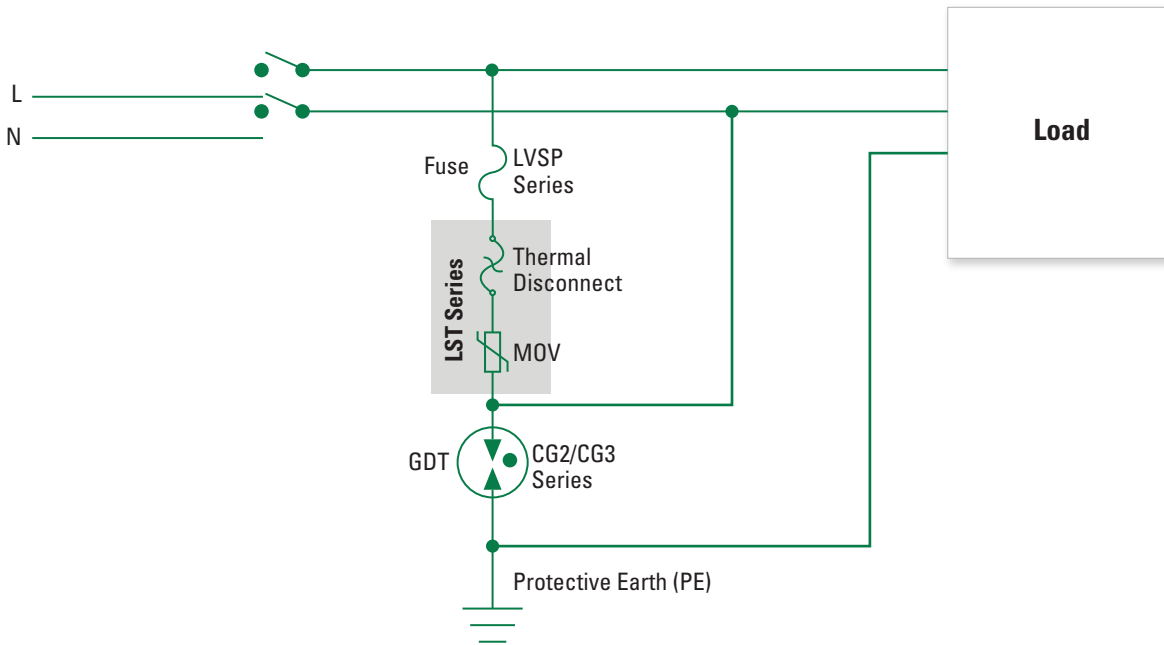 L
N
Load
Fuse
LVSP
Series
LST Series
Thermal
Disconnect
MOV
GDT
CG2/CG3
Series
Protective Earth (PE)